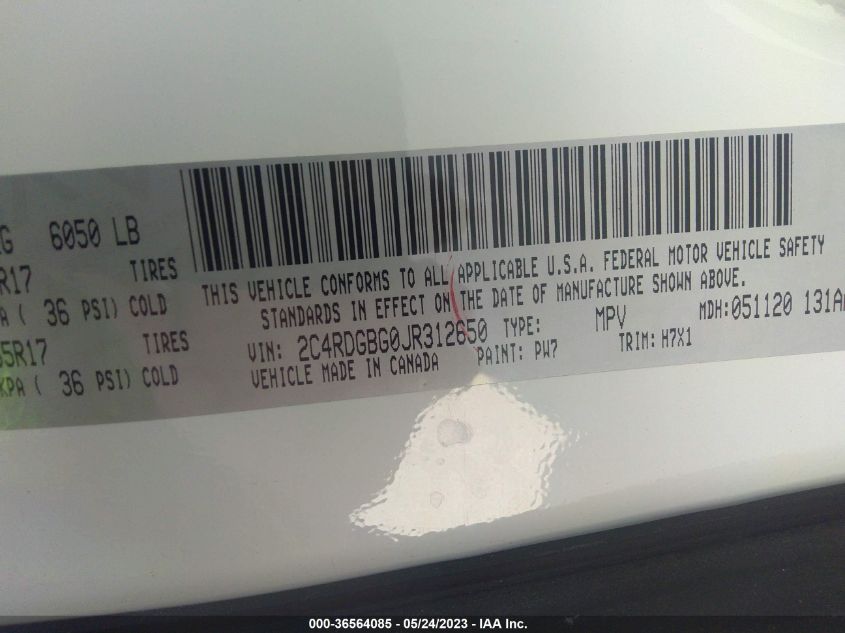 6050 LB
R17 TIRES
( 36 PSI) COLD
5R17 TIRES
KPA ( 36 PSI) COLD
THIS VEHICLE CONFORMS TO ALL APPLICABLE U.S.A. FEDERAL MOTOR VEHICLE SAFETY
STANDARDS IN EFFECT ON THE DATE OF MANUFACTURE SHOWN ABOVE.
VIN: 2C4RDGBG0JR312650 TYPE: MPV MDH:051120 131A
VEHICLE MADE IN CANADA PAINT: PW7 TRIM: H7X1
000-36564085 - 05/24/2023 - IAA Inc.